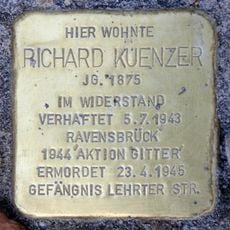 HIER WOHNTE
RICHARD KUENZER
JG. 1875
IM WIDERSTAND
VERHAFTET 5.7.1943
RAVENSBRÜCK
1944 AKTION GITTER
ERMORDET 23.4.1945
GEFÄNGNIS LEHRTER STR.